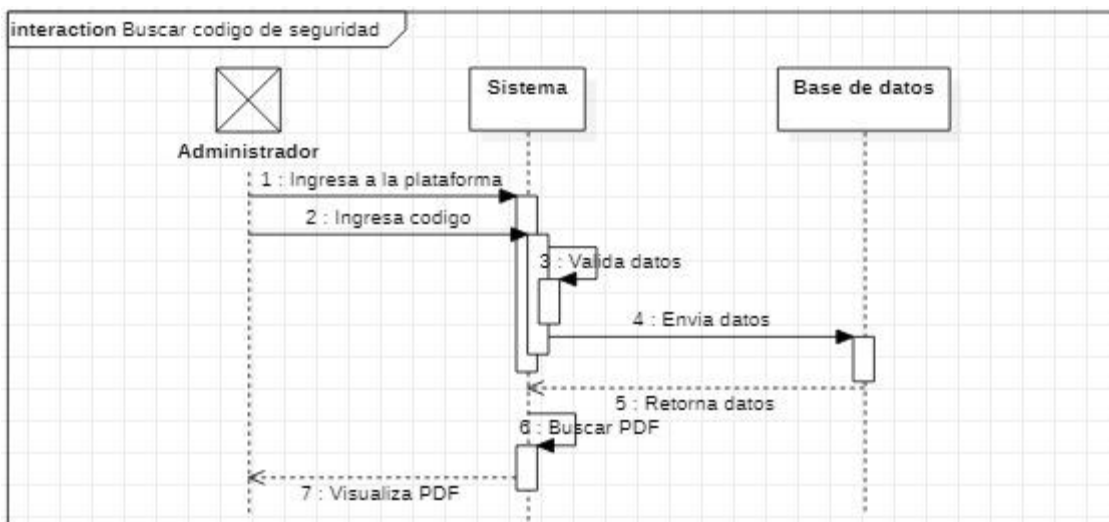 interaction Buscar codigo de seguridad
Sistema
Base de datos
Administrador
1 : Ingresa a la plataforma
2 : Ingresa codigo
3 : Valida datos
4 : Envia datos
5 : Retorna datos
6 : Buscar PDF
7 : Visualiza PDF